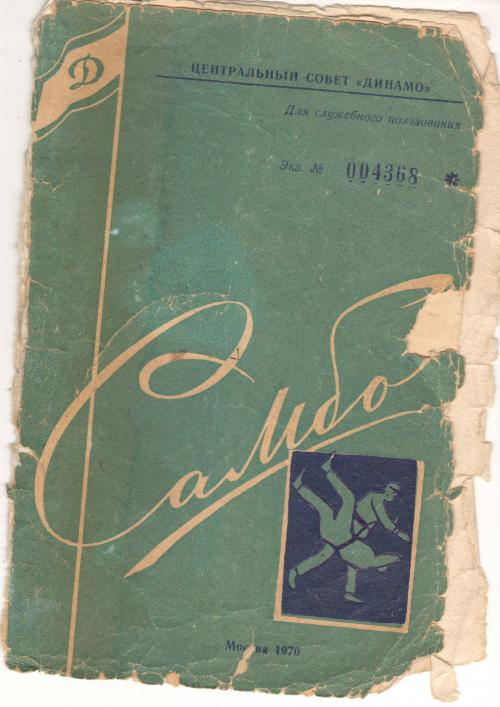 Д
ЦЕНТРАЛЬНЫЙ СОВЕТ «ДИНАМО»
Для служебного пользования
Экз. № 004368 *
Самбо
Москва 1970